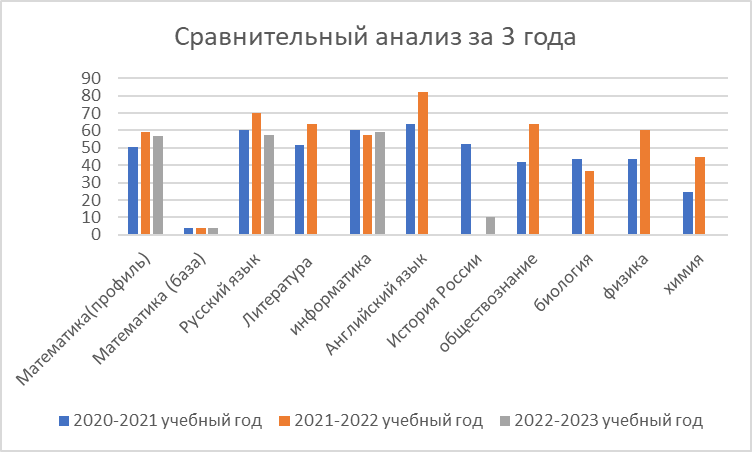 Сравнительный анализ за 3 года
90
80
70
60
50
40
30
20
10
0
Математика(профиль)
Математика (база)
Русский язык
Литература
информатика
Английский язык
История России
обществознание
биология
физика
химия
2020-2021 учебный год 2021-2022 учебный год 2022-2023 учебный год